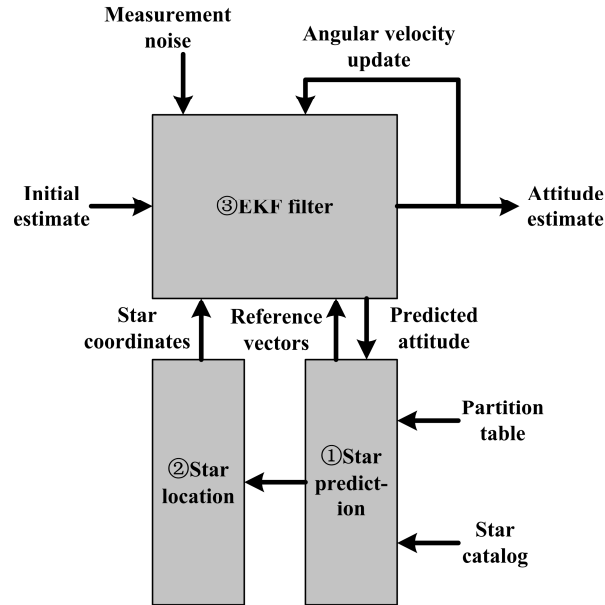 Measurement
noise
Angular velocity
update
Initial
estimate
③EKF filter
Attitude
estimate
Star
coordinates
Reference
vectors
Predicted
attitude
②Star
location
①Star
predict-
ion
Partition
table
Star
catalog